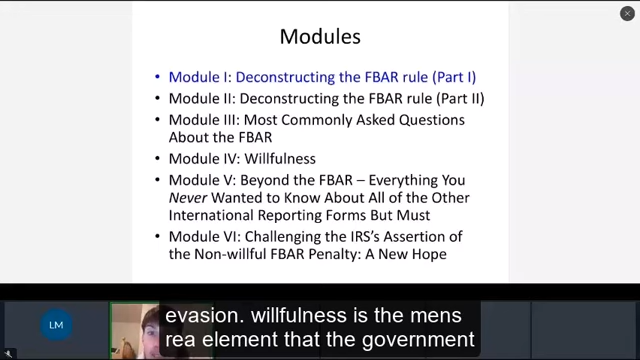 Modules
• Module I: Deconstructing the FBAR rule (Part I)
• Module II: Deconstructing the FBAR rule (Part II)
• Module III: Most Commonly Asked Questions
About the FBAR
• Module IV: Willfulness
• Module V: Beyond the FBAR – Everything You
Never Wanted to Know About All of the Other
International Reporting Forms But Must
• Module VI: Challenging the IRS's Assertion of
the Non-willful FBAR Penalty: A New Hope
LM
evasion. willfulness is the mens
rea element that the government